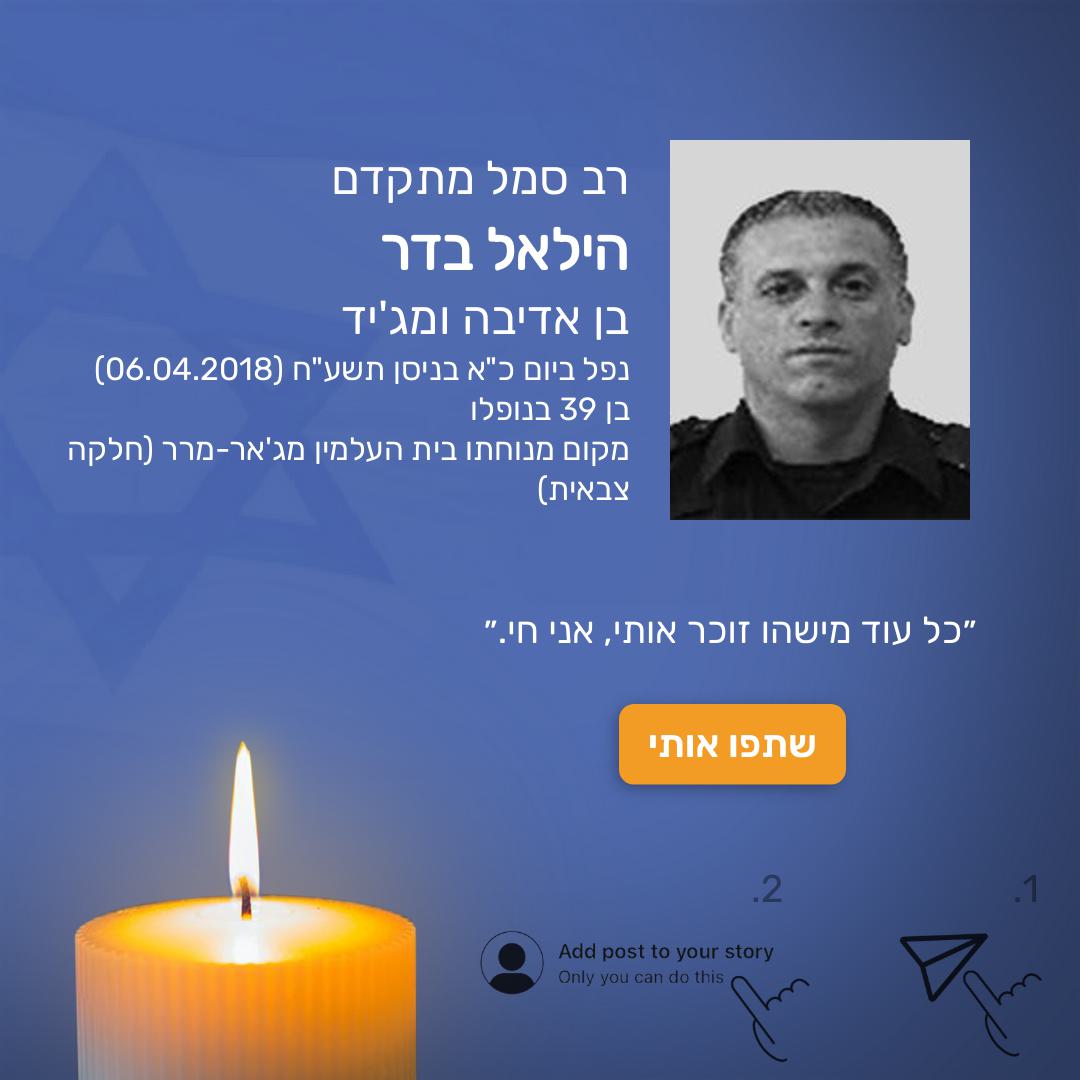 רב סמל מתקדם
הילאל בדר
בן אדיבה ומג'יד
נפל ביום כ"א בניסן תשע"ח (06.04.2018)
בן 39 בנופלו
מקום מנוחתו בית העלמין מג'אר-מרר (חלקה
צבאית)
״כל עוד מישהו זוכר אותי, אני חי.״
שתפו אותי
.1
.2
Add post to your story
Only you can do this